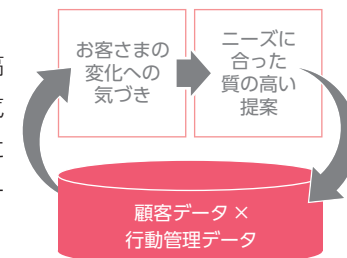 お客さまの
変化への
気づき
ニーズに
合った
質の高い
提案
顧客データ ×
行動管理データ